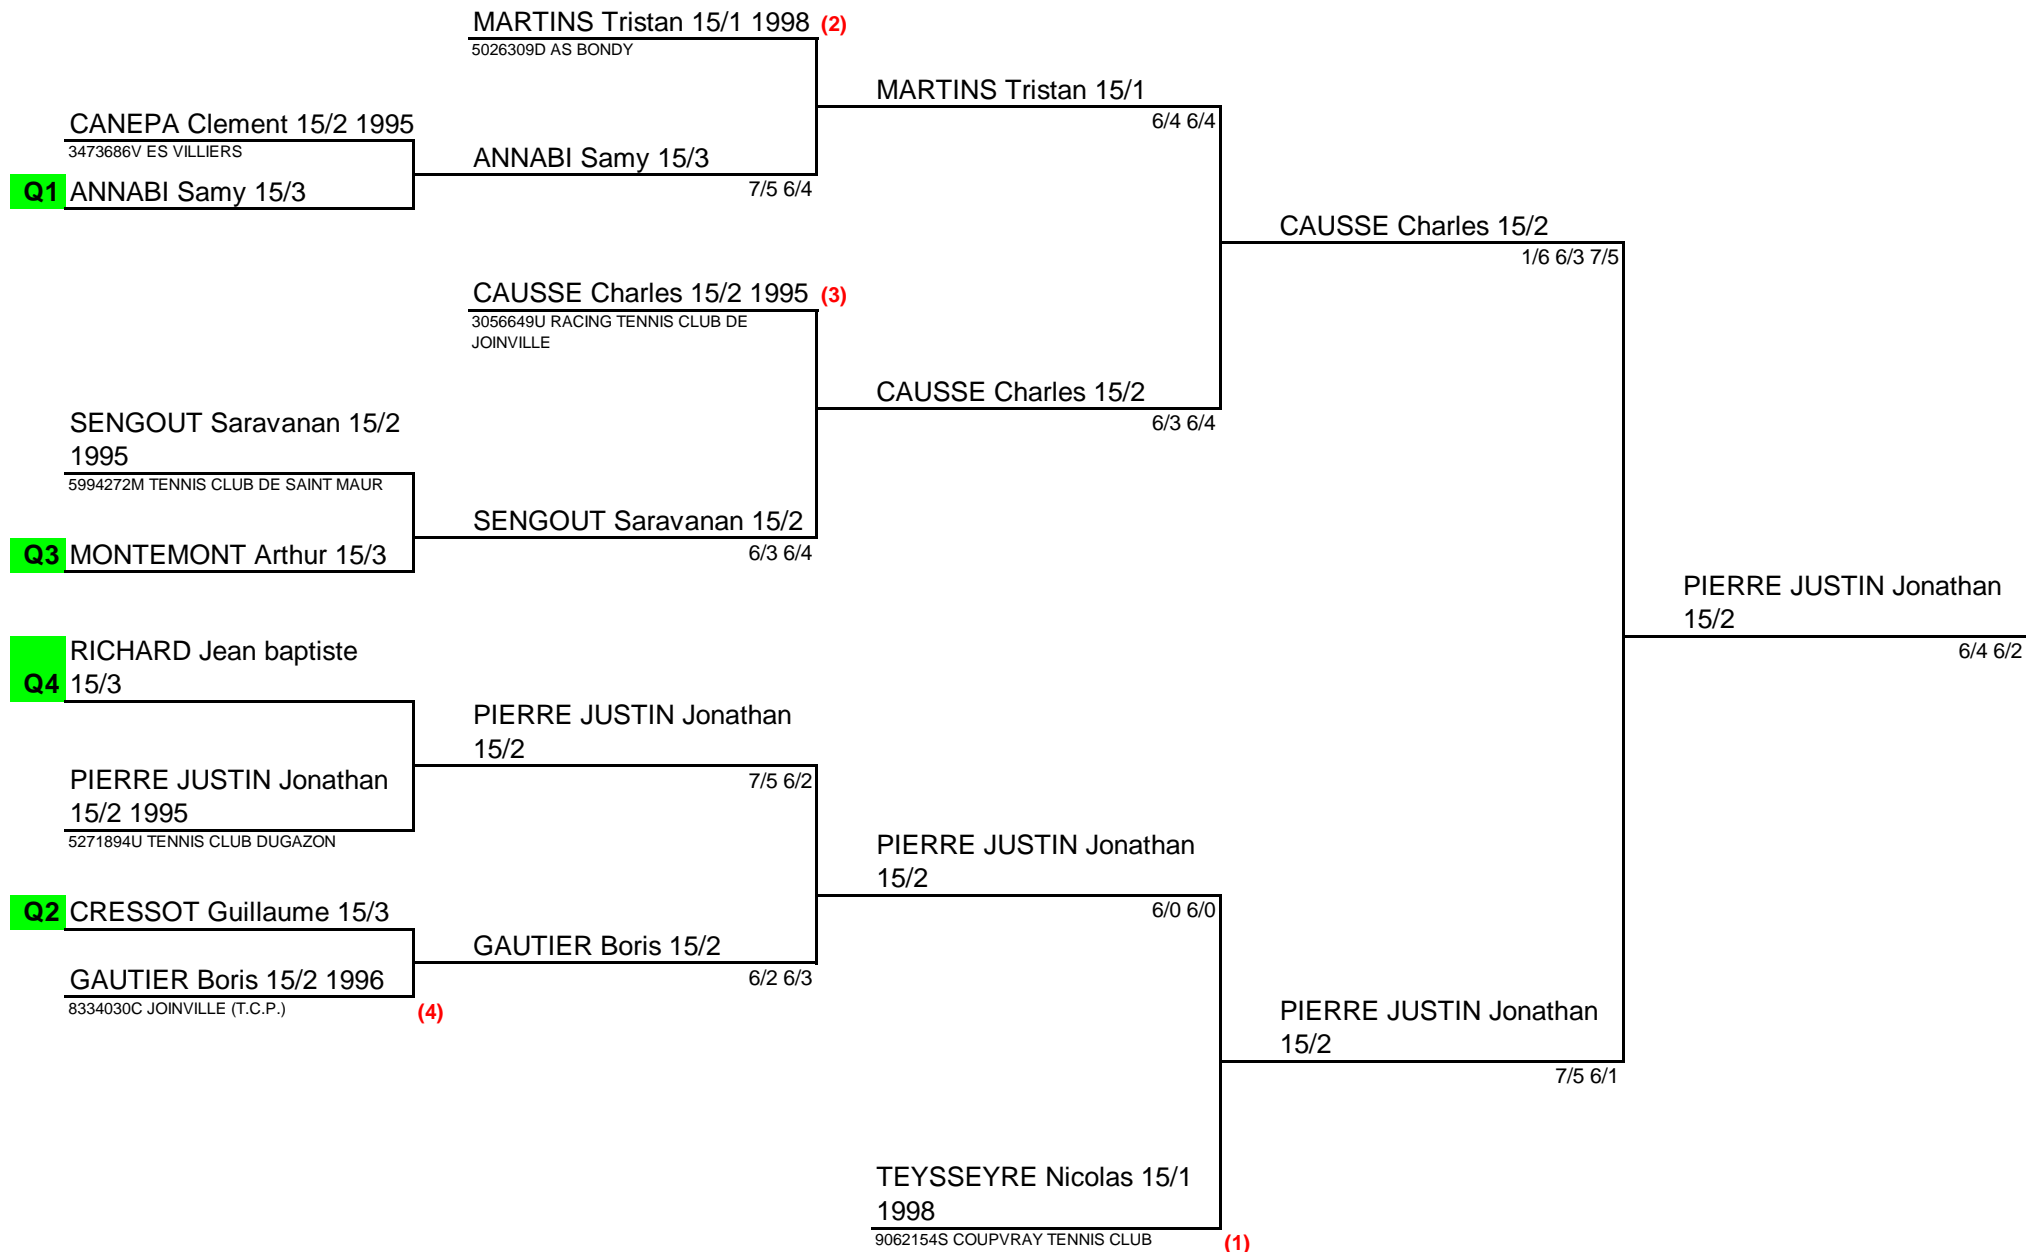 MARTINS Tristan 15/1 1998 (2)
5026309D AS BONDY
MARTINS Tristan 15/1
6/4 6/4
CANEPA Clement 15/2 1995
3473686V ES VILLIERS
ANNABI Samy 15/3
7/5 6/4
Q1 ANNABI Samy 15/3
CAUSSE Charles 15/2
1/6 6/3 7/5
CAUSSE Charles 15/2 1995 (3)
3056649U RACING TENNIS CLUB DE
JOINVILLE
CAUSSE Charles 15/2
6/3 6/4
SENGOUT Saravanan 15/2
1995
5994272M TENNIS CLUB DE SAINT MAUR
SENGOUT Saravanan 15/2
6/3 6/4
Q3 MONTEMONT Arthur 15/3
PIERRE JUSTIN Jonathan
15/2
6/4 6/2
RICHARD Jean baptiste
Q4 15/3
PIERRE JUSTIN Jonathan
15/2
7/5 6/2
PIERRE JUSTIN Jonathan
15/2 1995
5271894U TENNIS CLUB DUGAZON
PIERRE JUSTIN Jonathan
15/2
6/0 6/0
Q2 CRESSOT Guillaume 15/3
GAUTIER Boris 15/2
6/2 6/3
GAUTIER Boris 15/2 1996
8334030C JOINVILLE (T.C.P.)
(4)
PIERRE JUSTIN Jonathan
15/2
7/5 6/1
TEYSSEYRE Nicolas 15/1
1998
9062154S COUPVRAY TENNIS CLUB
(1)